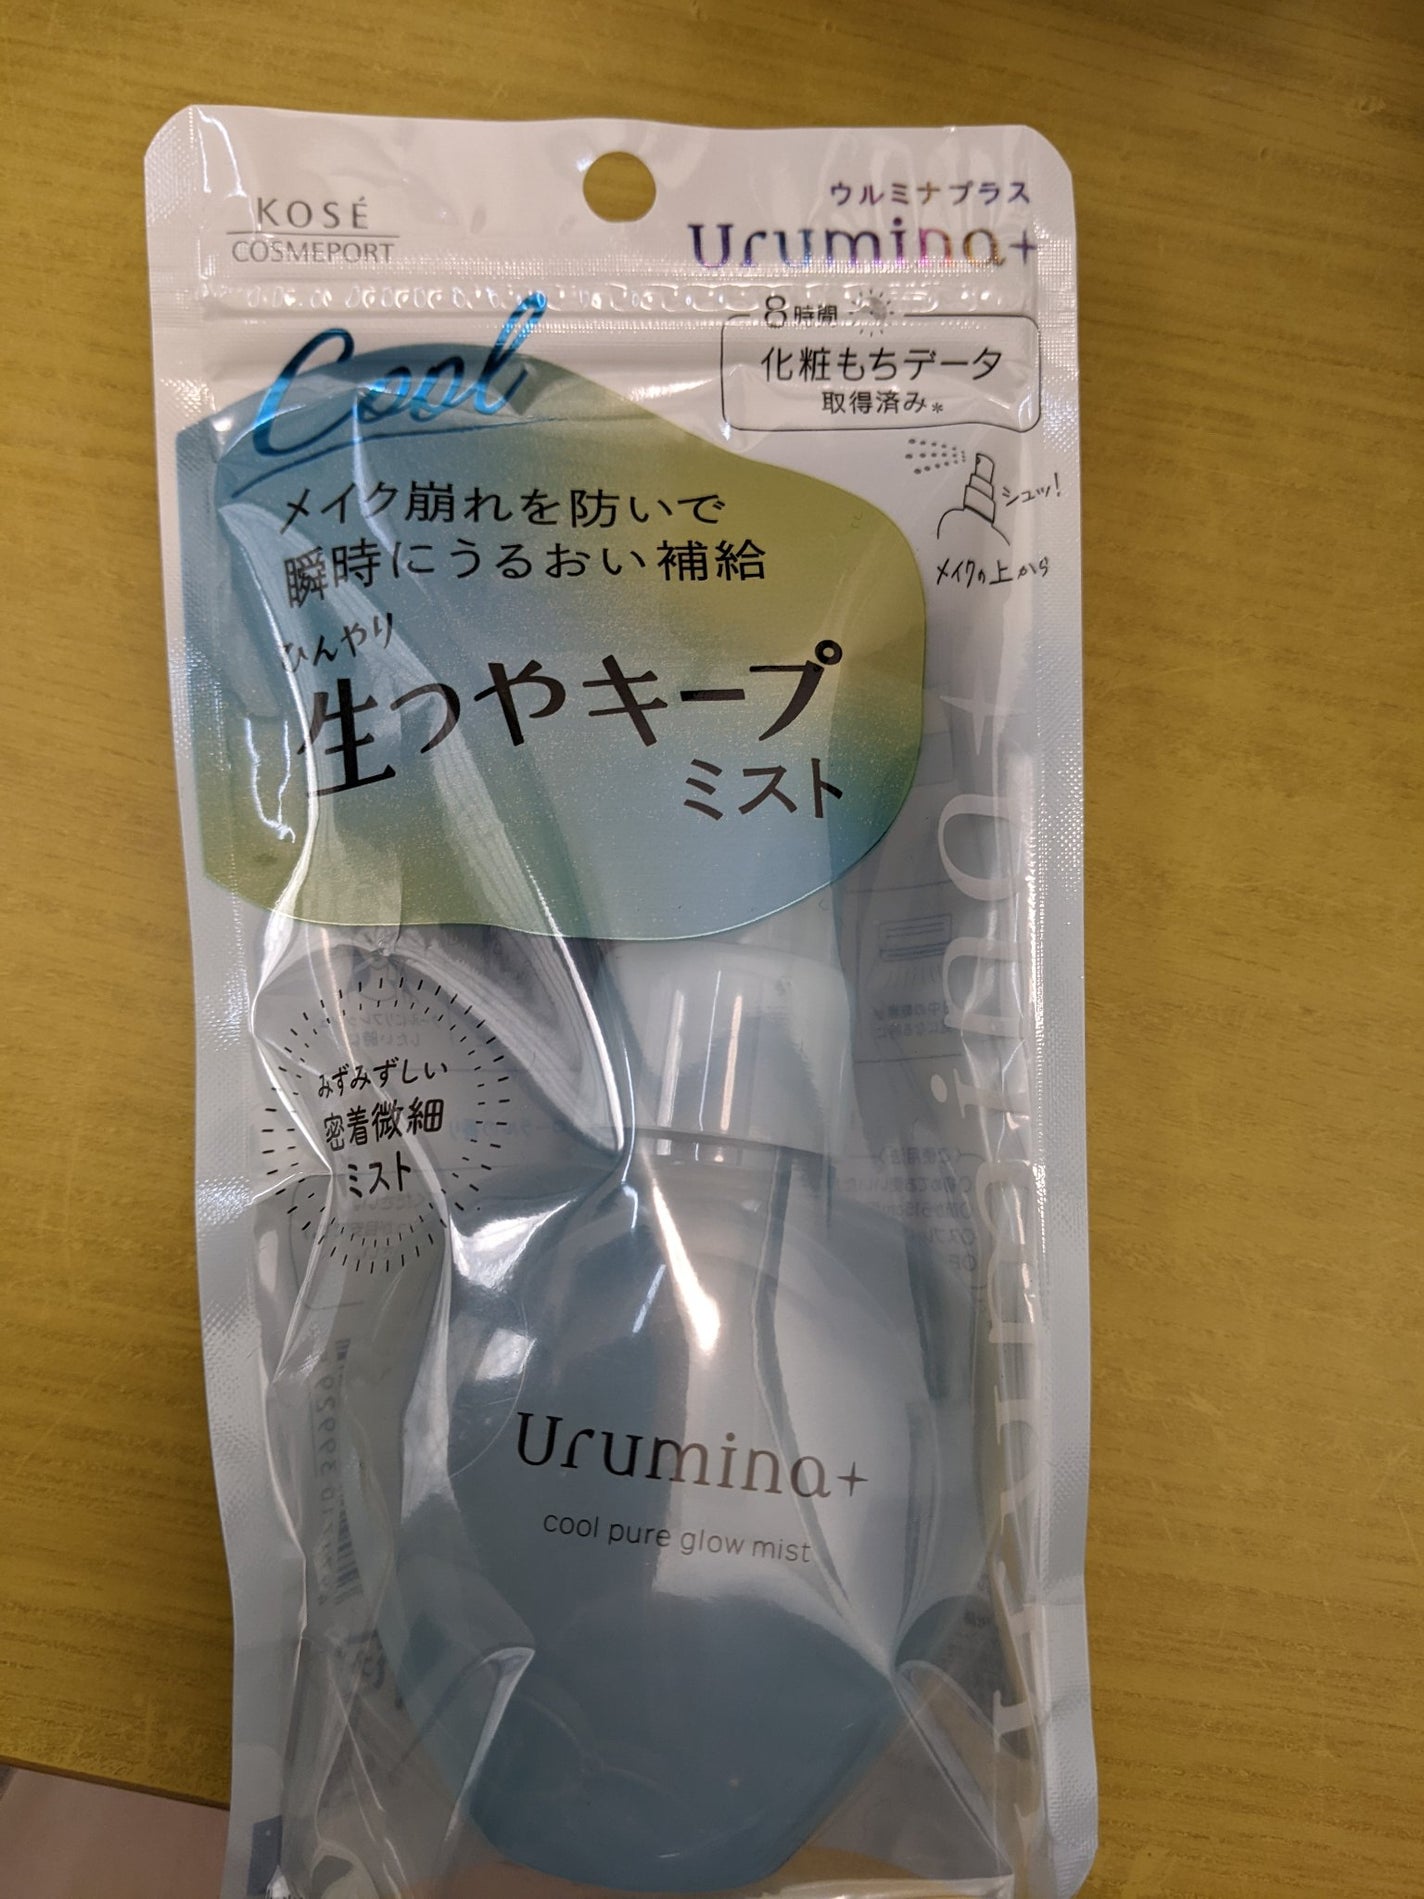 KOSÉ
COSMEPORT
ウルミナプラス
Urumina+
Cool
8時間
化粧もちデータ
取得済み*
シュッ!
メイクの上から
メイク崩れを防いで
瞬時にうるおい補給
ひんやり
生つやキープ
ミスト
みずみずしい
密着微細
ミスト
Urumina+
Urumina+
cool pure glow mist